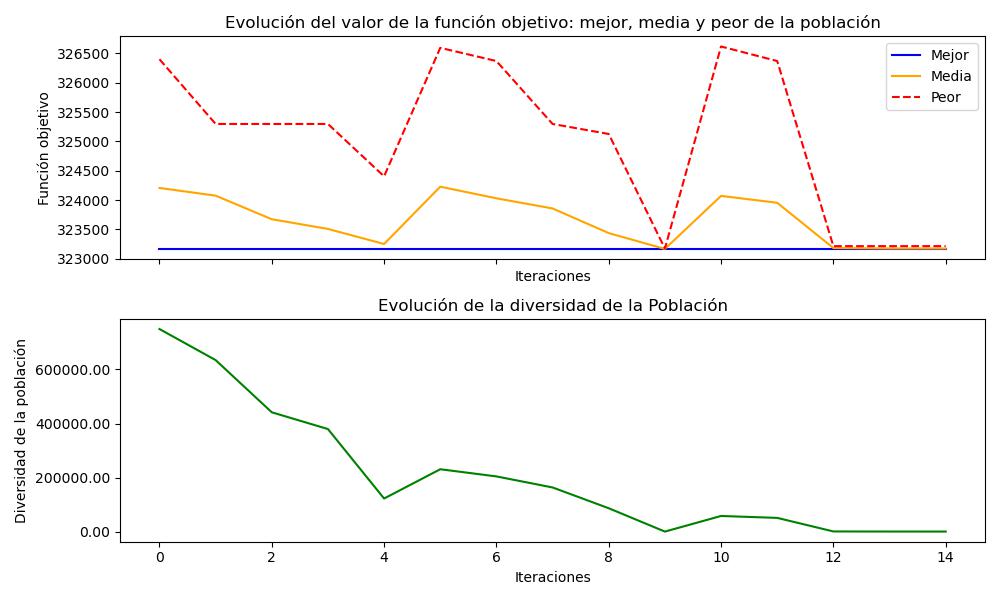 Evolución del valor de la función objetivo: mejor, media y peor de la población
Función objetivo
326500
326000
325500
325000
324500
324000
323500
323000
Mejor
Media
Peor
Iteraciones
Evolución de la diversidad de la Población
Diversidad de la población
600000.00
400000.00
200000.00
0.00
0 2 4 6 8 10 12 14
Iteraciones